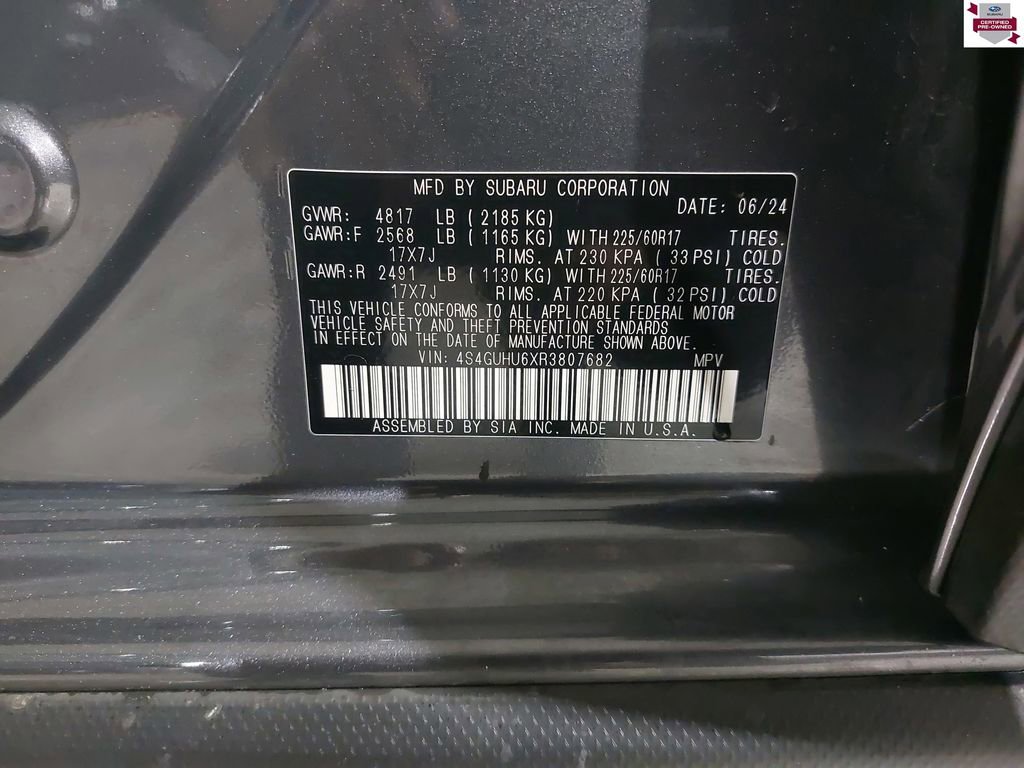 SUBARU
CERTIFIED
PRE-OWNED
MFD BY SUBARU CORPORATION
DATE: 06/24
GVWR: 4817 LB (2185 KG)
GAWR:F 2568 LB (1165 KG) WITH 225/60R17 TIRES.
17X7J RIMS. AT 230 KPA (33 PSI) COLD
GAWR:R 2491 LB (1130 KG) WITH 225/60R17 TIRES.
17X7J RIMS. AT 220 KPA (32 PSI) COLD
THIS VEHICLE CONFORMS TO ALL APPLICABLE FEDERAL MOTOR
VEHICLE SAFETY AND THEFT PREVENTION STANDARDS
IN EFFECT ON THE DATE OF MANUFACTURE SHOWN ABOVE.
VIN: 4S4GUHU6XR3807682 MPV
ASSEMBLED BY SIA INC. MADE IN U.S.A.